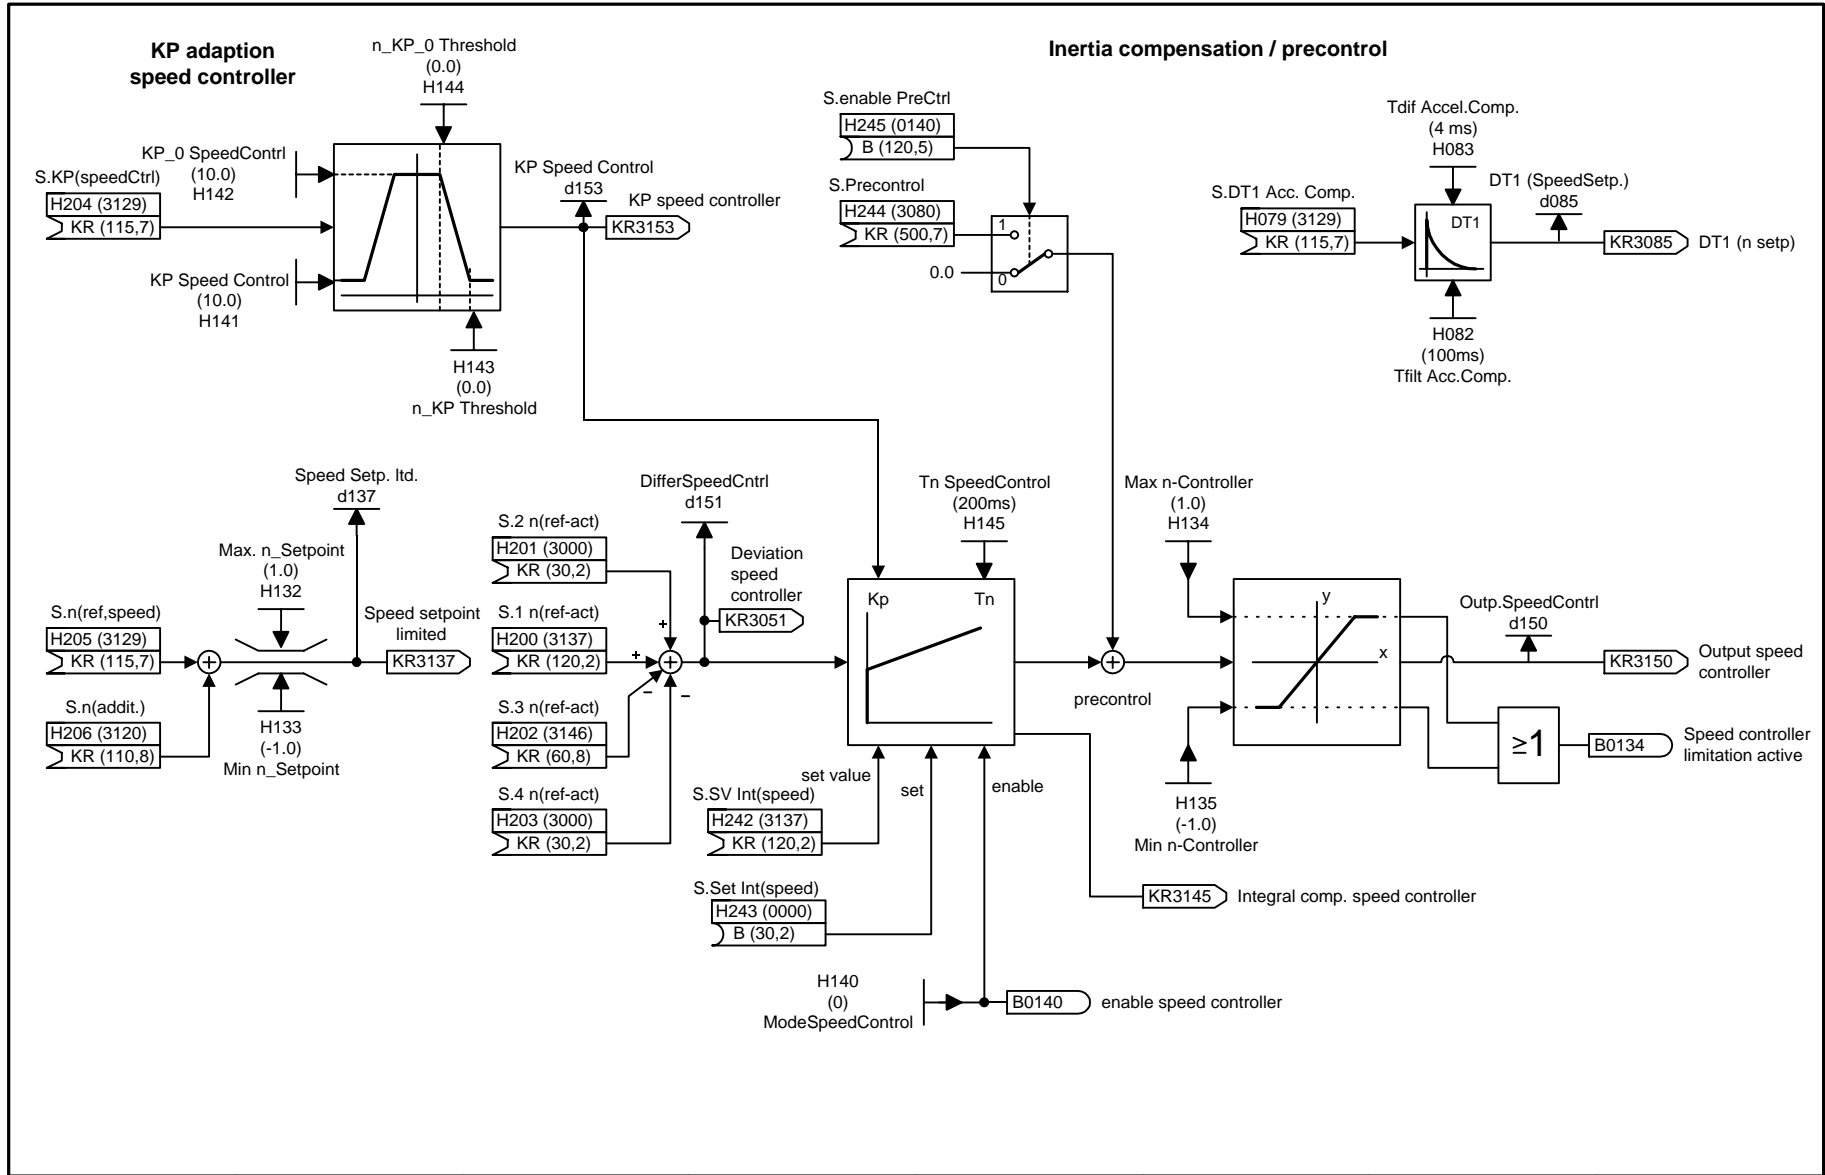 KP adaption
speed controller
n_KP_0 Threshold
(0.0)
H144
KP_0 SpeedContrl
(10.0)
H142
S.KP(speedCtrl)
H204 (3129)
KR (115,7)
KP Speed Control
(10.0)
H141
H143
(0.0)
n_KP Threshold
KP Speed Control
d153
KP speed controller
KR3153
Inertia compensation / precontrol
S.enable PreCtrl
H245 (0140)
B (120,5)
S.Precontrol
H244 (3080)
KR (500,7)
1
0.0
0
Tdif Accel.Comp.
(4 ms)
H083
S.DT1 Acc. Comp.
H079 (3129)
KR (115,7)
DT1
DT1 (SpeedSetp.)
d085
KR3085
DT1 (n setp)
H082
(100ms)
Tfilt Acc.Comp.
Speed Setp. ltd.
d137
Max. n_Setpoint
(1.0)
H132
S.n(ref,speed)
H205 (3129)
KR (115,7)
+
Speed setpoint
limited
KR3137
S.n(addit.)
H206 (3120)
KR (110,8)
H133
(-1.0)
Min n_Setpoint
DifferSpeedCntrl
d151
S.2 n(ref-act)
H201 (3000)
KR (30,2)
Deviation
speed
controller
KR3051
S.1 n(ref-act)
H200 (3137)
KR (120,2)
+
+
+
−
−
S.3 n(ref-act)
H202 (3146)
KR (60,8)
S.4 n(ref-act)
H203 (3000)
KR (30,2)
Tn SpeedControl
(200ms)
H145
Kp
Tn
set value
set
enable
S.SV Int(speed)
H242 (3137)
KR (120,2)
S.Set Int(speed)
H243 (0000)
B (30,2)
H140
(0)
ModeSpeedControl
B0140
enable speed controller
+
precontrol
Max n-Controller
(1.0)
H134
y
x
H135
(-1.0)
Min n-Controller
Outp.SpeedContrl
d150
KR3150
Output speed
controller
≥1
B0134
Speed controller
limitation active
KR3145
Integral comp. speed controller